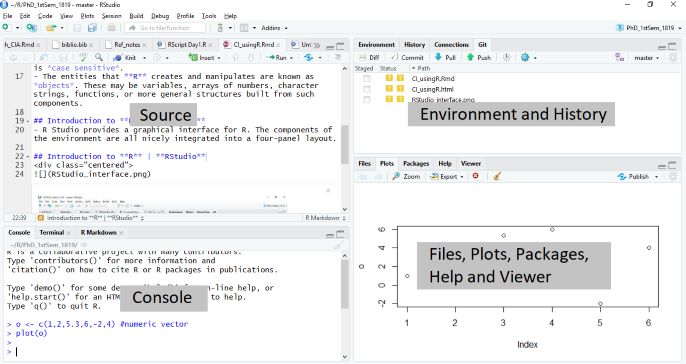 R/PhD_1stSem_1819 - master - RStudio
File Edit Code View Plots Session Build Debug Profile Tools Help
Go to file/function
Addins
PhD_1stSem_1819
h_CIA.Rmd
biblio.bib
Ref_notes
RScript Day1.R
CI_usingR.Rmd
Knit
Insert
Run
is *case sensitive*.
17 - The entities that **R** creates and manipulates are known as
*objects*. These may be variables, arrays of numbers, character
strings, functions, or more general structures built from such
components.
18
19 ## Introduction to
Source
20 - R Studio provides a graphical interface for R. The components of
the environment are all nicely integrated into a four-panel layout.
21
22 ## Introduction to **R** | **RStudio**
23 <div class="centered">
24 ![](RStudio_interface.png)
22:39
Introduction to **R** | **RStudio**
R Markdown
Environment History Connections Git
Diff Commit Pull Push
master
Staged Status Path
CI_usingR.Rmd
CI_usingR.html
RStudio_interface.png
Environment and History
Files Plots Packages Help Viewer
Zoom Export Publish
Files, Plots, Packages,
Help and Viewer
o
-2 0 2 4 6
1 2 3 4 5 6
Index
Console Terminal R Markdown
~/R/PhD_1stSem_1819/
R is a collaborative project with many contributors.
Type 'contributors()' for more information and
'citation()' on how to cite R or R packages in publications.
Type 'demo()' for some
-line help, or
'help.start()' for an HTM
to help.
Type 'q()' to quit R.
Console
> o <- c(1,2,5.3,6,-2,4) #numeric vector
> plot(o)
>
>